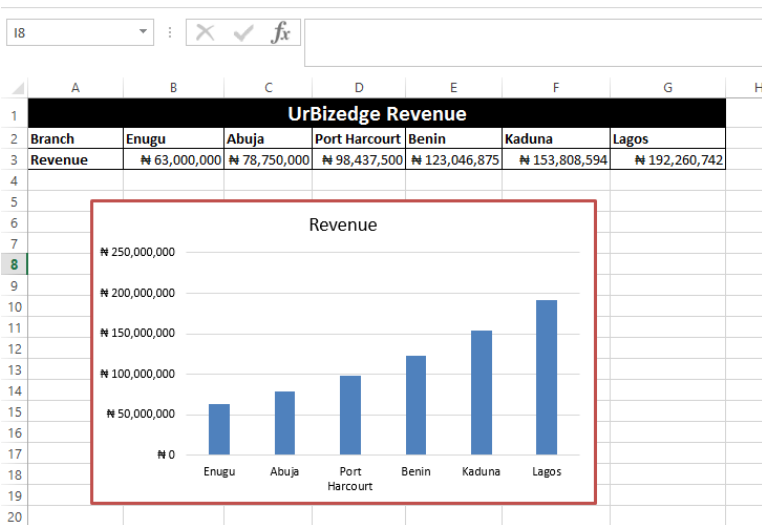 I8
fx
A B C D E F G H
1 UrBizedge Revenue
2 Branch Enugu Abuja Port Harcourt Benin Kaduna Lagos
3 Revenue ₦ 63,000,000 ₦ 78,750,000 ₦ 98,437,500 ₦ 123,046,875 ₦ 153,808,594 ₦ 192,260,742
4
5
6
7
8
9
10
11
12
13
14
15
16
17
18
19
20
Revenue
₦ 250,000,000
₦ 200,000,000
₦ 150,000,000
₦ 100,000,000
₦ 50,000,000
₦ 0
Enugu Abuja Port Benin Kaduna Lagos
Harcourt